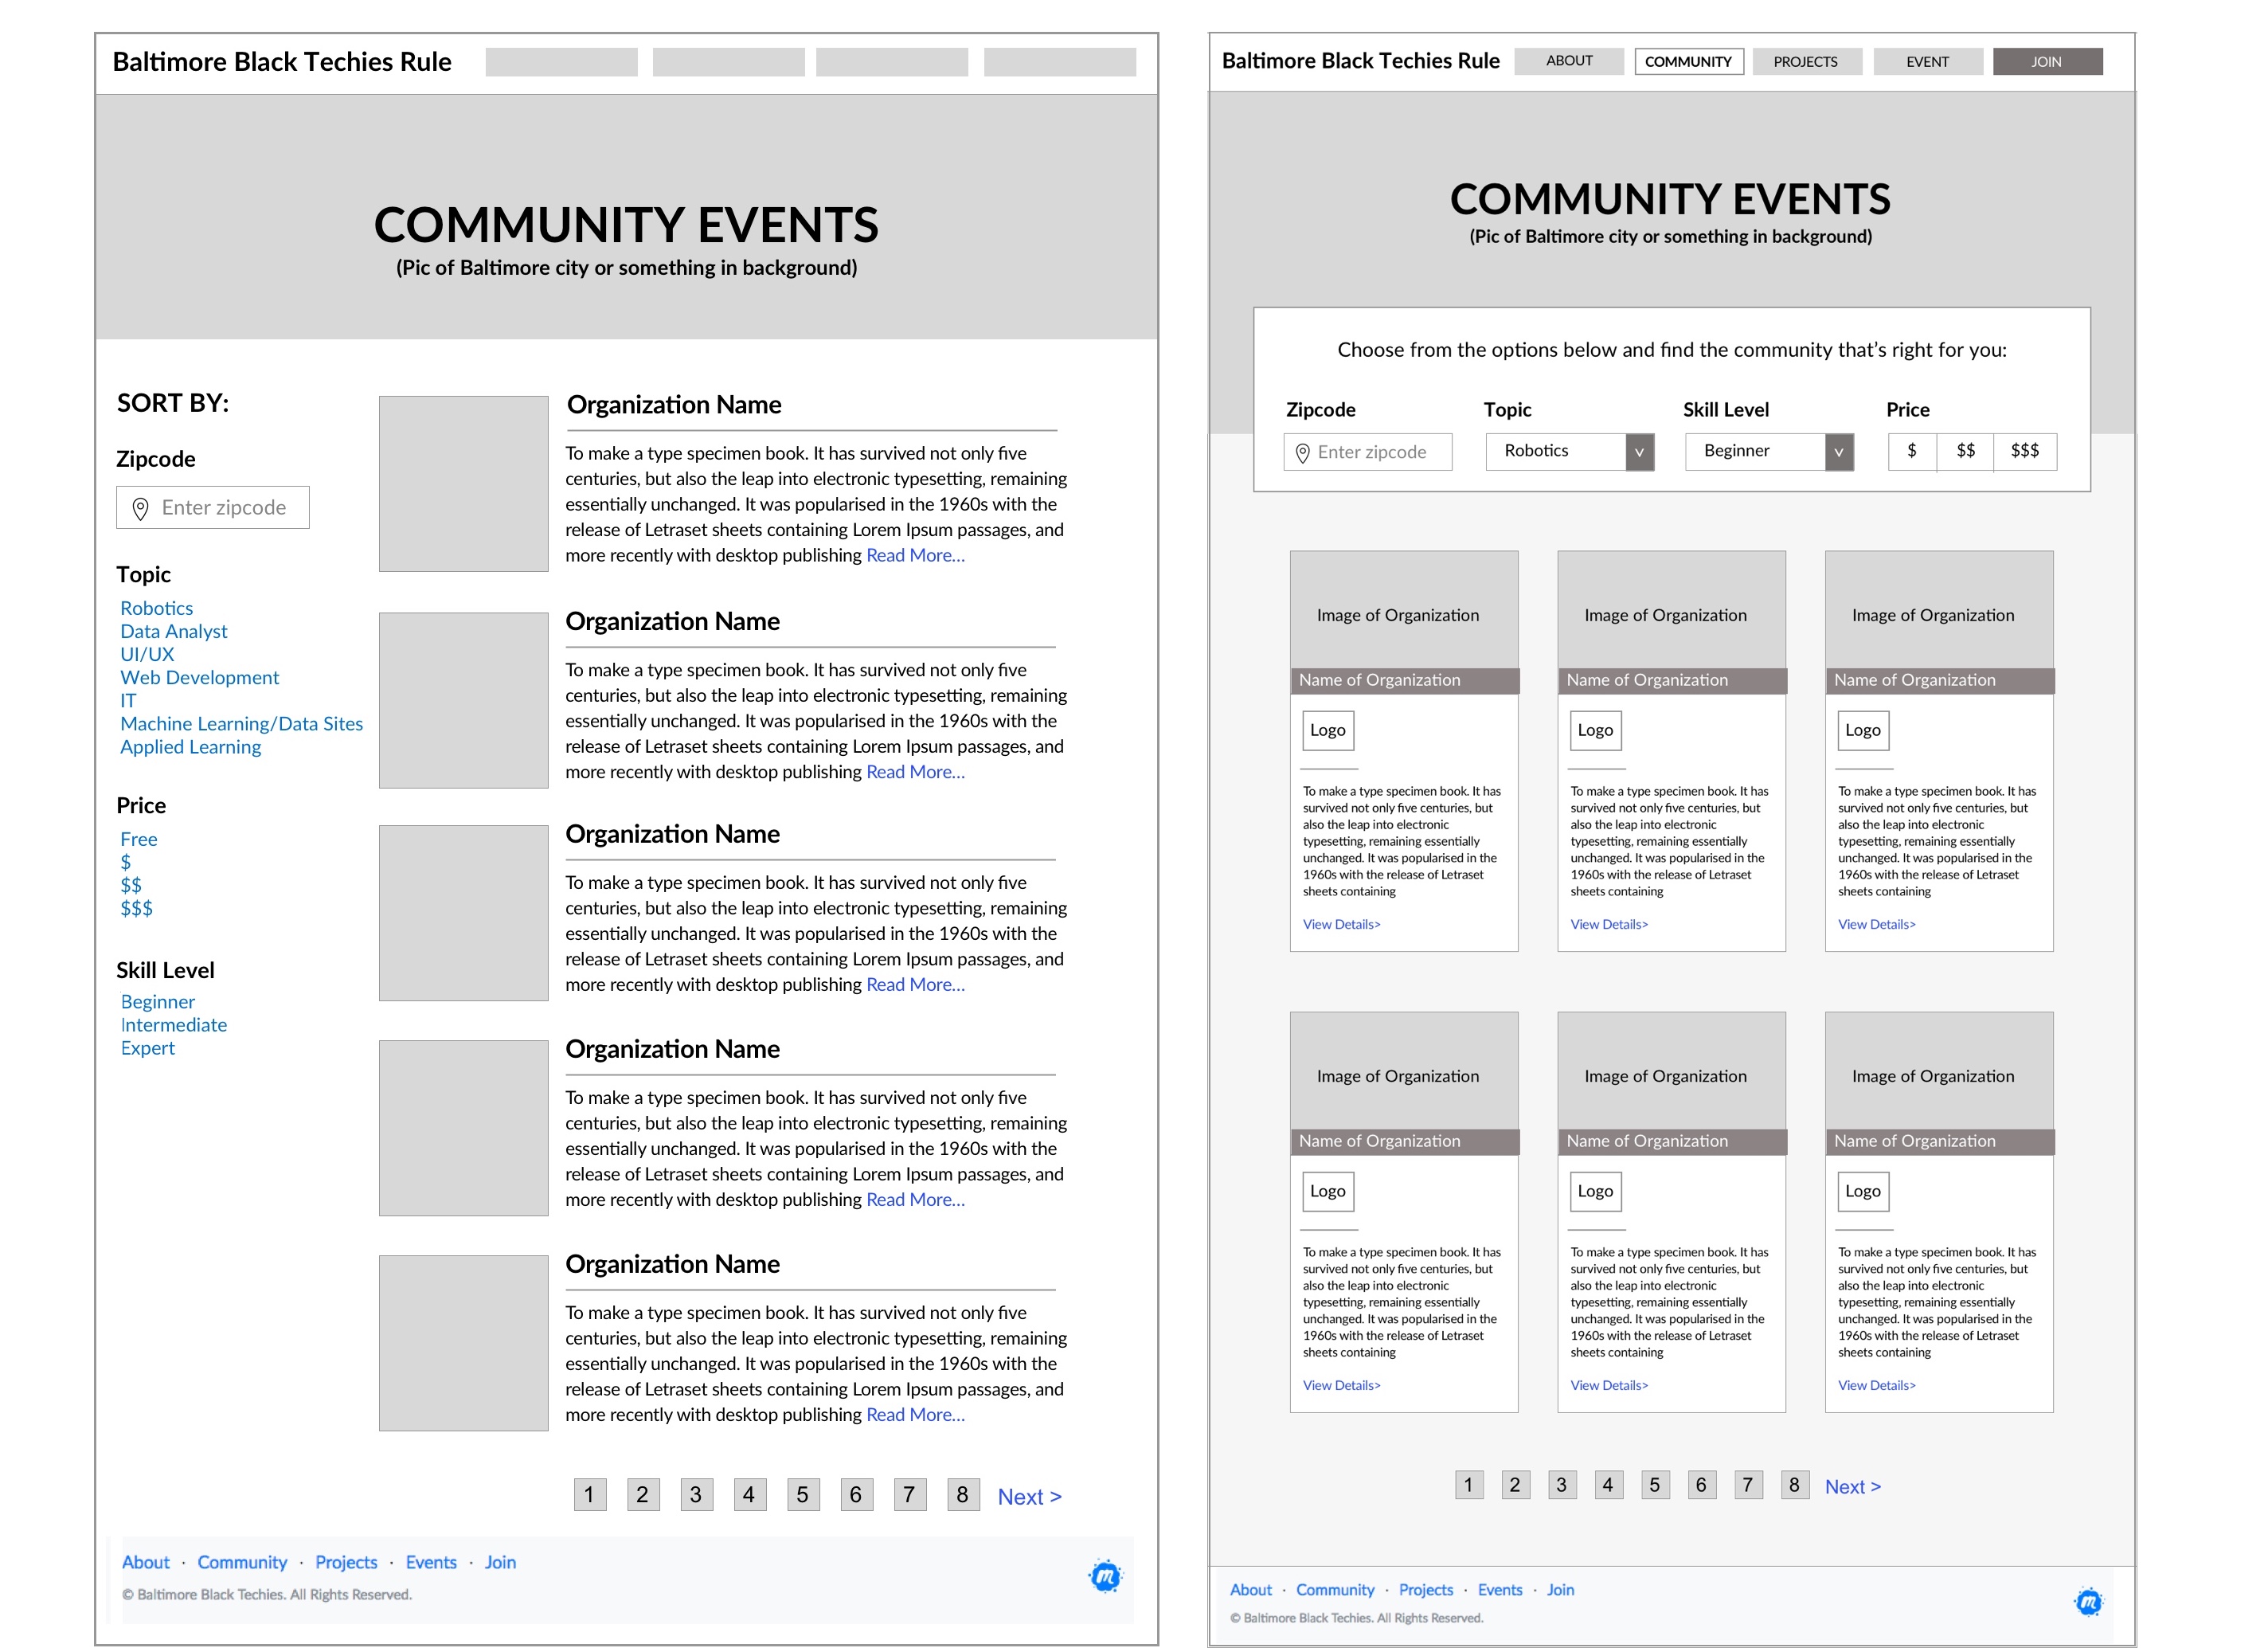 Baltimore Black Techies Rule
COMMUNITY EVENTS
(Pic of Baltimore city or something in background)
SORT BY:
Zipcode
Enter zipcode
Topic
Robotics
Data Analyst
UI/UX
Web Development
IT
Machine Learning/Data Sites
Applied Learning
Price
Free
$
$$
$$$
Skill Level
Beginner
Intermediate
Expert
Organization Name
To make a type specimen book. It has survived not only five
centuries, but also the leap into electronic typesetting, remaining
essentially unchanged. It was popularised in the 1960s with the
release of Letraset sheets containing Lorem Ipsum passages, and
more recently with desktop publishing Read More...
Organization Name
To make a type specimen book. It has survived not only five
centuries, but also the leap into electronic typesetting, remaining
essentially unchanged. It was popularised in the 1960s with the
release of Letraset sheets containing Lorem Ipsum passages, and
more recently with desktop publishing Read More...
Organization Name
To make a type specimen book. It has survived not only five
centuries, but also the leap into electronic typesetting, remaining
essentially unchanged. It was popularised in the 1960s with the
release of Letraset sheets containing Lorem Ipsum passages, and
more recently with desktop publishing Read More...
Organization Name
To make a type specimen book. It has survived not only five
centuries, but also the leap into electronic typesetting, remaining
essentially unchanged. It was popularised in the 1960s with the
release of Letraset sheets containing Lorem Ipsum passages, and
more recently with desktop publishing Read More...
Organization Name
To make a type specimen book. It has survived not only five
centuries, but also the leap into electronic typesetting, remaining
essentially unchanged. It was popularised in the 1960s with the
release of Letraset sheets containing Lorem Ipsum passages, and
more recently with desktop publishing Read More...
1 2 3 4 5 6 7 8 Next >
About · Community · Projects · Events · Join
© Baltimore Black Techies. All Rights Reserved.
m
Baltimore Black Techies Rule ABOUT COMMUNITY PROJECTS EVENT JOIN
COMMUNITY EVENTS
(Pic of Baltimore city or something in background)
Choose from the options below and find the community that's right for you:
Zipcode Topic Skill Level Price
Enter zipcode Robotics v Beginner v $ $$ $$$
Image of Organization
Name of Organization
Logo
To make a type specimen book. It has
survived not only five centuries, but
also the leap into electronic
typesetting, remaining essentially
unchanged. It was popularised in the
1960s with the release of Letraset
sheets containing
View Details>
Image of Organization
Name of Organization
Logo
To make a type specimen book. It has
survived not only five centuries, but
also the leap into electronic
typesetting, remaining essentially
unchanged. It was popularised in the
1960s with the release of Letraset
sheets containing
View Details>
Image of Organization
Name of Organization
Logo
To make a type specimen book. It has
survived not only five centuries, but
also the leap into electronic
typesetting, remaining essentially
unchanged. It was popularised in the
1960s with the release of Letraset
sheets containing
View Details>
Image of Organization
Name of Organization
Logo
To make a type specimen book. It has
survived not only five centuries, but
also the leap into electronic
typesetting, remaining essentially
unchanged. It was popularised in the
1960s with the release of Letraset
sheets containing
View Details>
Image of Organization
Name of Organization
Logo
To make a type specimen book. It has
survived not only five centuries, but
also the leap into electronic
typesetting, remaining essentially
unchanged. It was popularised in the
1960s with the release of Letraset
sheets containing
View Details>
Image of Organization
Name of Organization
Logo
To make a type specimen book. It has
survived not only five centuries, but
also the leap into electronic
typesetting, remaining essentially
unchanged. It was popularised in the
1960s with the release of Letraset
sheets containing
View Details>
1 2 3 4 5 6 7 8 Next >
About · Community · Projects · Events · Join
© Baltimore Black Techies. All Rights Reserved.
m